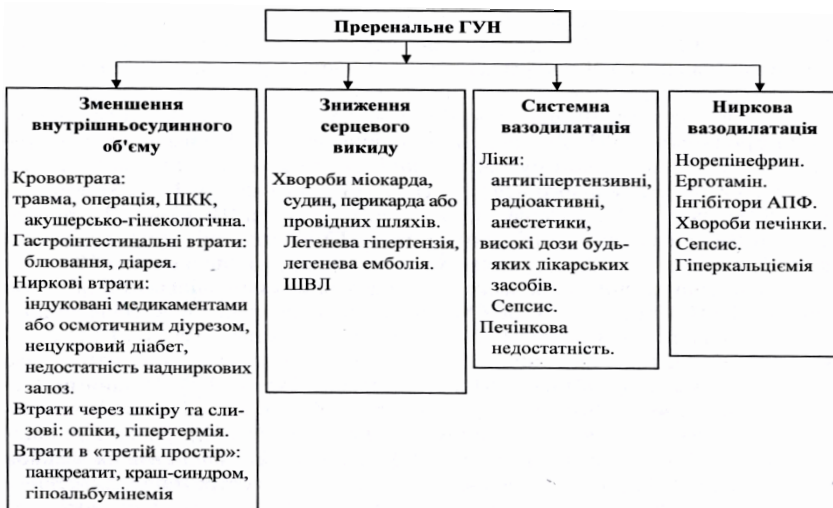 Преренальне ГУН
Зменшення
внутрішньосудинного
об'єму
Крововтрата:
травма, операція, ШКК,
акушерсько-гінекологічна.
Гастроінтестинальні втрати:
блювання, діарея.
Ниркові втрати:
індуковані медикаментами
або осмотичним діурезом,
нецукровий діабет,
недостатність надниркових
залоз.
Втрати через шкіру та сли-
зові: опіки, гіпертермія.
Втрати в «третій простір»:
панкреатит, краш-синдром,
гіпоальбумінемія
Зниження
серцевого
викиду
Хвороби міокарда,
судин, перикарда або
провідних шляхів.
Легенева гіпертензія,
легенева емболія.
ШВЛ
Системна
вазодилатація
Ліки:
антигіпертензивні,
радіоактивні,
анестетики,
високі дози будь-
яких лікарських
засобів.
Сепсис.
Печінкова
недостатність.
Ниркова
вазодилатація
Норепінефрин.
Ерготамін.
Інгібітори АПФ.
Хвороби печінки.
Сепсис.
Гіперкальціємія